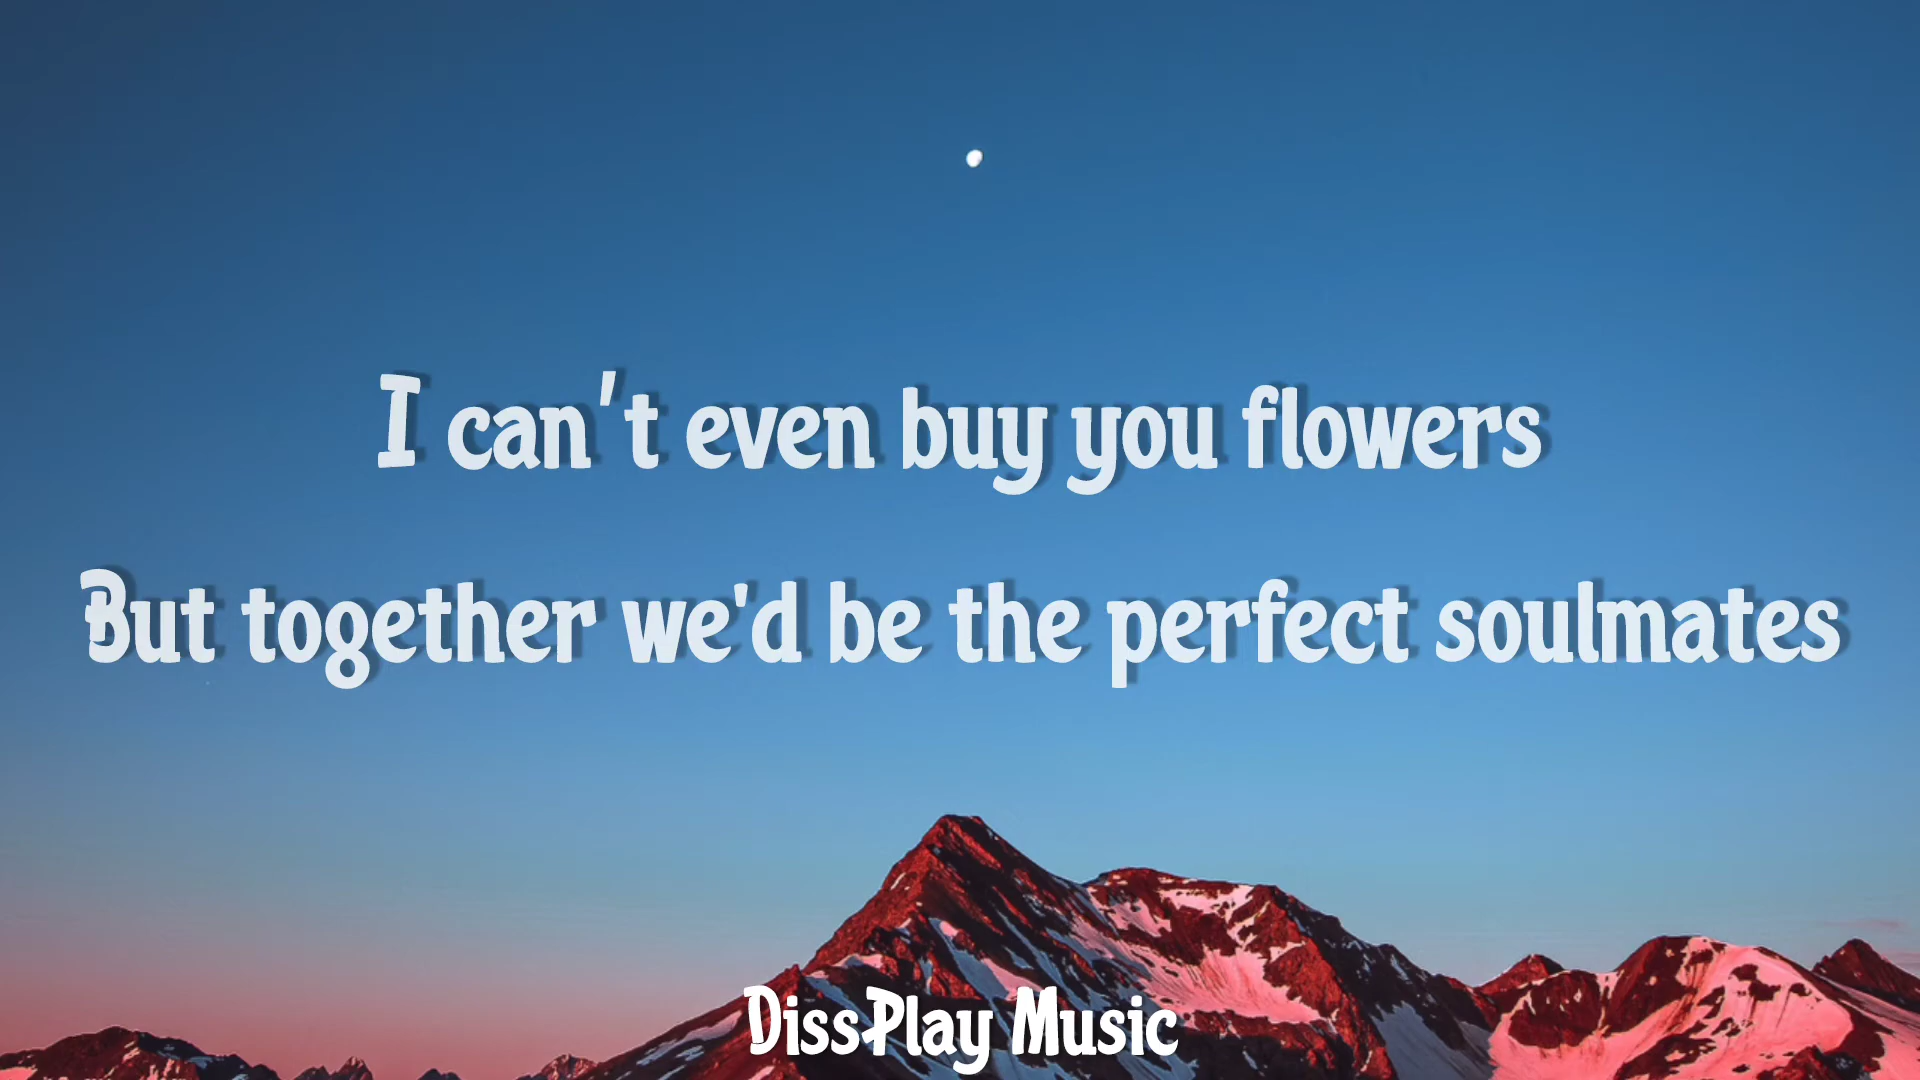 I can't even buy you flowers
But together we'd be the perfect soulmates
DissPlay Music